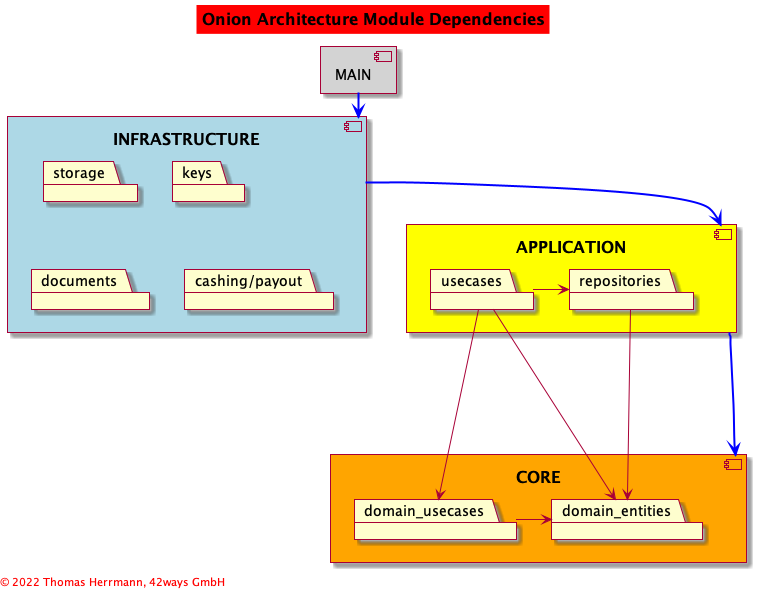 Onion Architecture Module Dependencies
MAIN
INFRASTRUCTURE
storage
keys
documents
cashing/payout
APPLICATION
usecases
repositories
CORE
domain_usecases
domain_entities
© 2022 Thomas Herrmann, 42ways GmbH